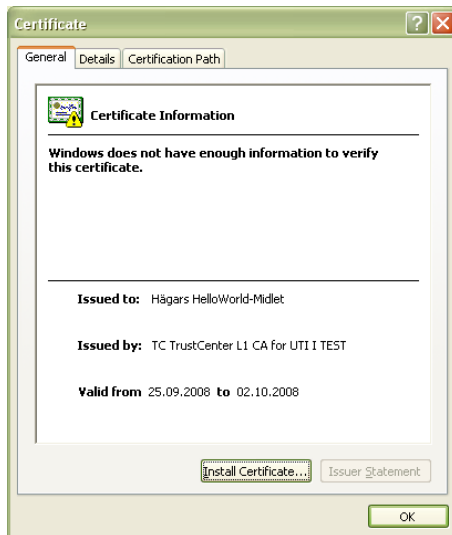 Certificate
General Details Certification Path
Certificate Information
Windows does not have enough information to verify
this certificate.
Issued to: Hägars HelloWorld-Midlet
Issued by: TC TrustCenter L1 CA for UTI I TEST
Valid from 25.09.2008 to 02.10.2008
Install Certificate... Issuer Statement
OK